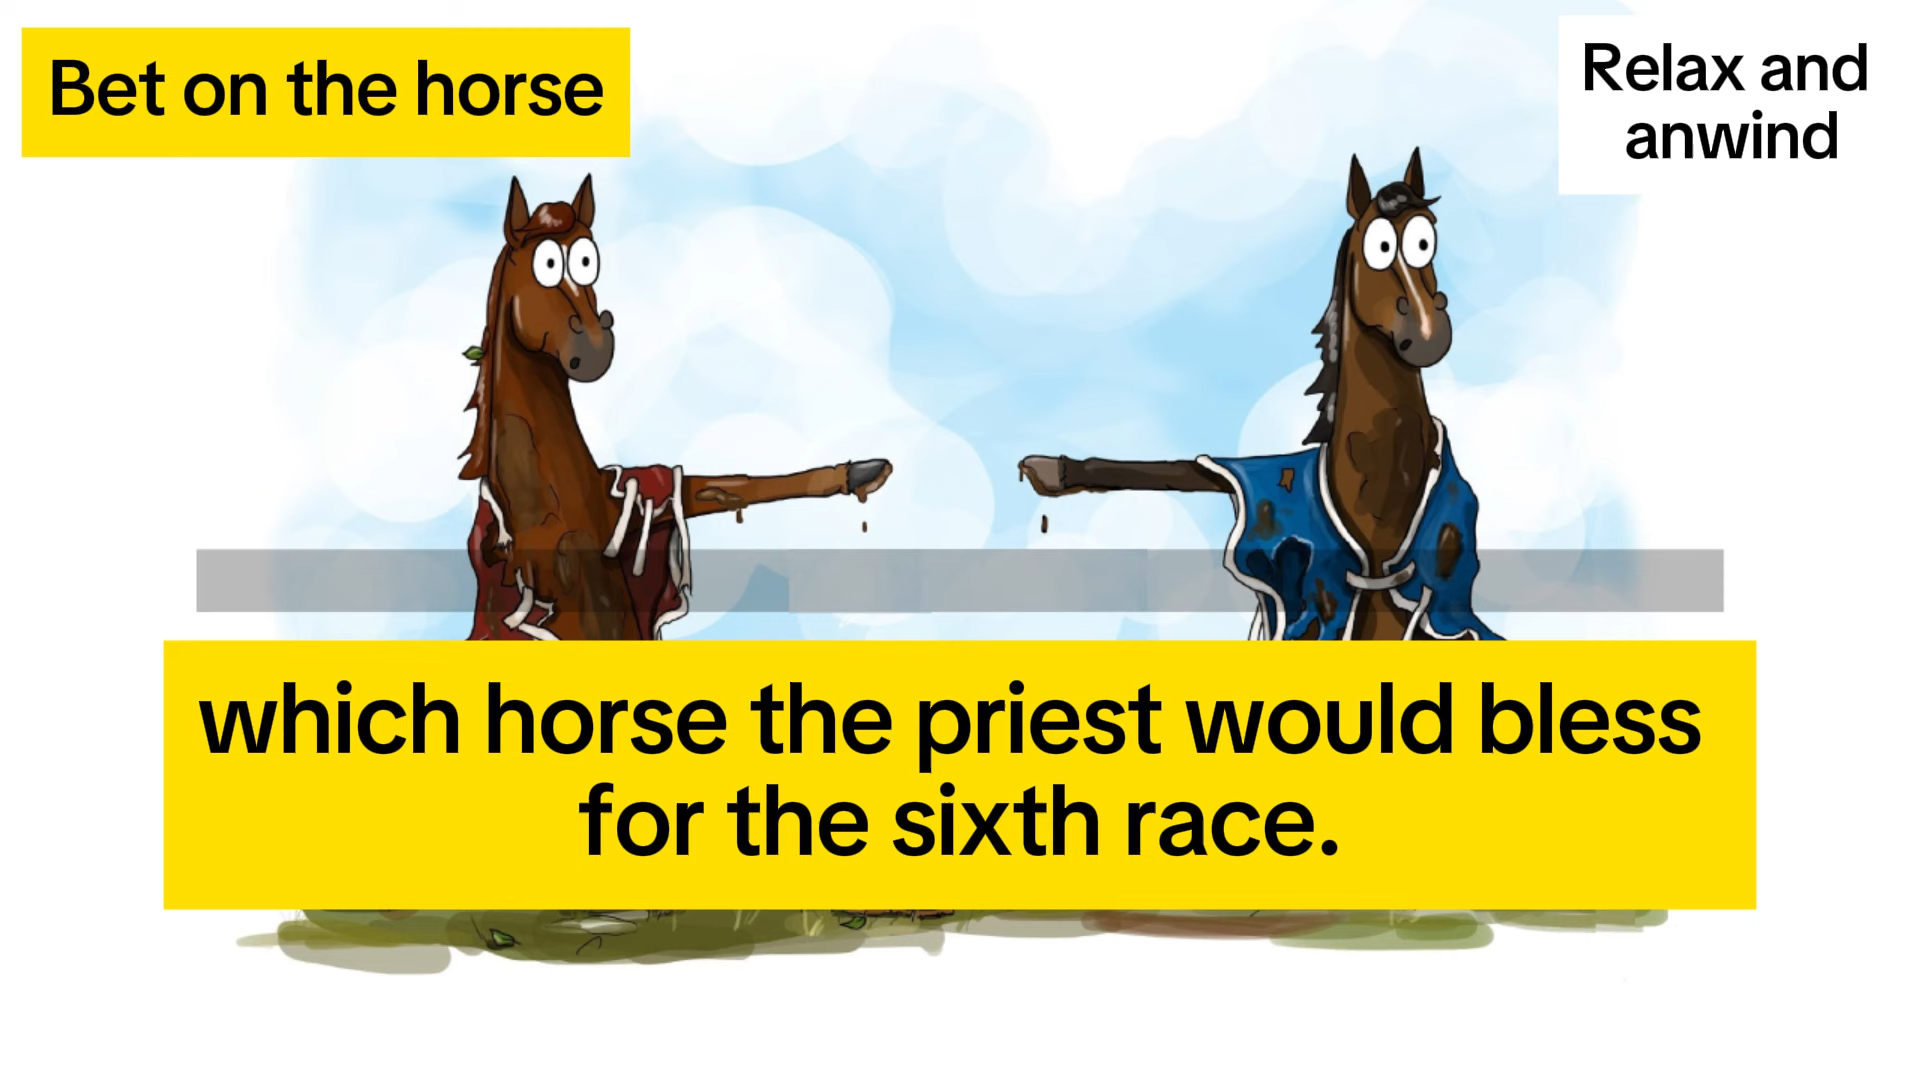 Bet on the horse
Relax and
anwind
which horse the priest would bless
for the sixth race.